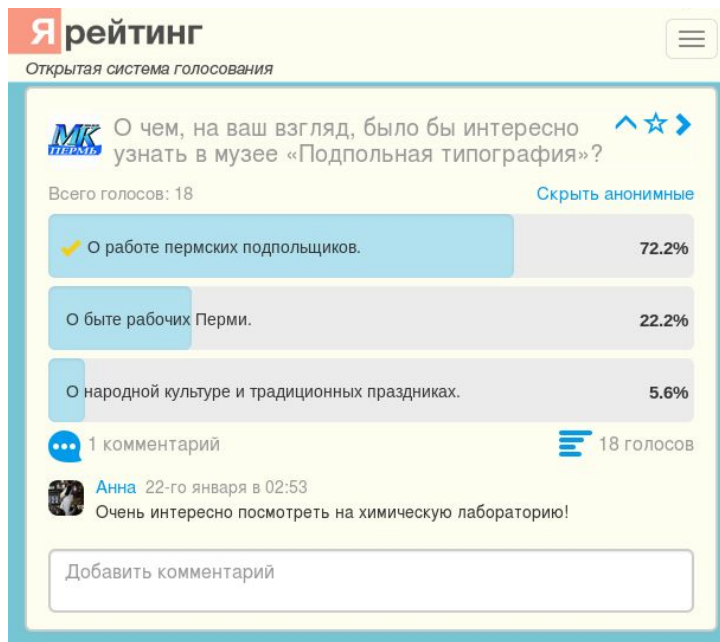 Я рейтинг
Открытая система голосования
МК ПЕРМЬ
О чем, на ваш взгляд, было бы интересно
узнать в музее «Подпольная типография»?
Всего голосов: 18
Скрыть анонимные
О работе пермских подпольщиков.
72.2%
О быте рабочих Перми.
22.2%
О народной культуре и традиционных праздниках.
5.6%
1 комментарий
18 голосов
Анна 22-го января в 02:53
Очень интересно посмотреть на химическую лабораторию!
Добавить комментарий